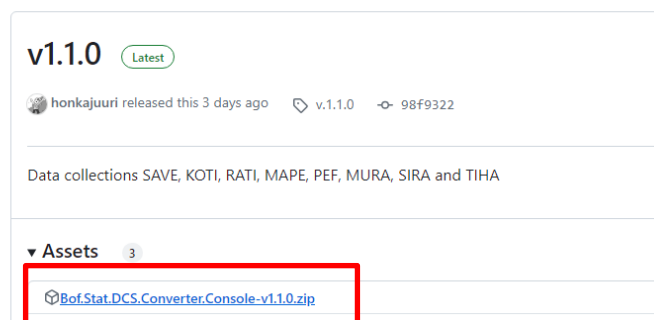 v1.1.0 Latest
honkajuuri released this 3 days ago v.1.1.0 98f9322
Data collections SAVE, KOTI, RATI, MAPE, PEF, MURA, SIRA and TIHA
Assets 3
Bof.Stat.DCS.Converter.Console-v1.1.0.zip